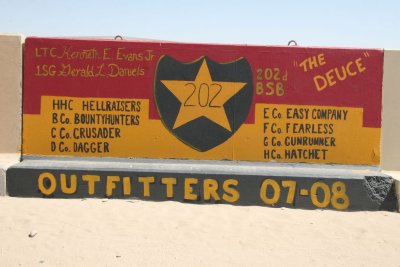 LTC Kenneth E. Evans Jr
1SG Gerald L Daniels
202
202d
BSB
"THE
DEUCE"
HHC HELLRAISERS
B Co. BOUNTYHUNTERS
C Co. CRUSADER
D Co. DAGGER
E Co. EASY COMPANY
F Co. FEARLESS
G Co. GUNRUNNER
H Co. HATCHET
OUTFITTERS 07-08